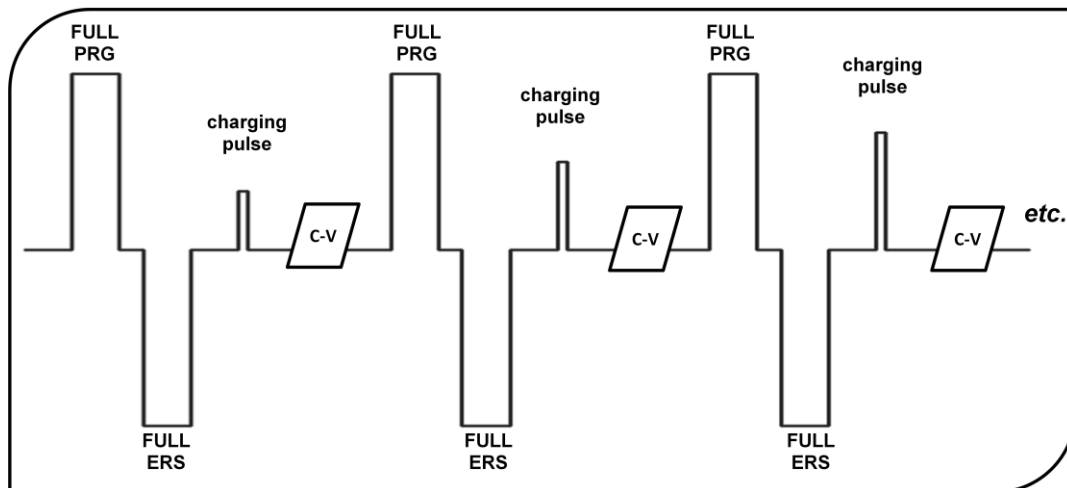 FULL
PRG
FULL
PRG
FULL
PRG
charging
pulse
charging
pulse
charging
pulse
C-V
C-V
C-V
etc.
FULL
ERS
FULL
ERS
FULL
ERS